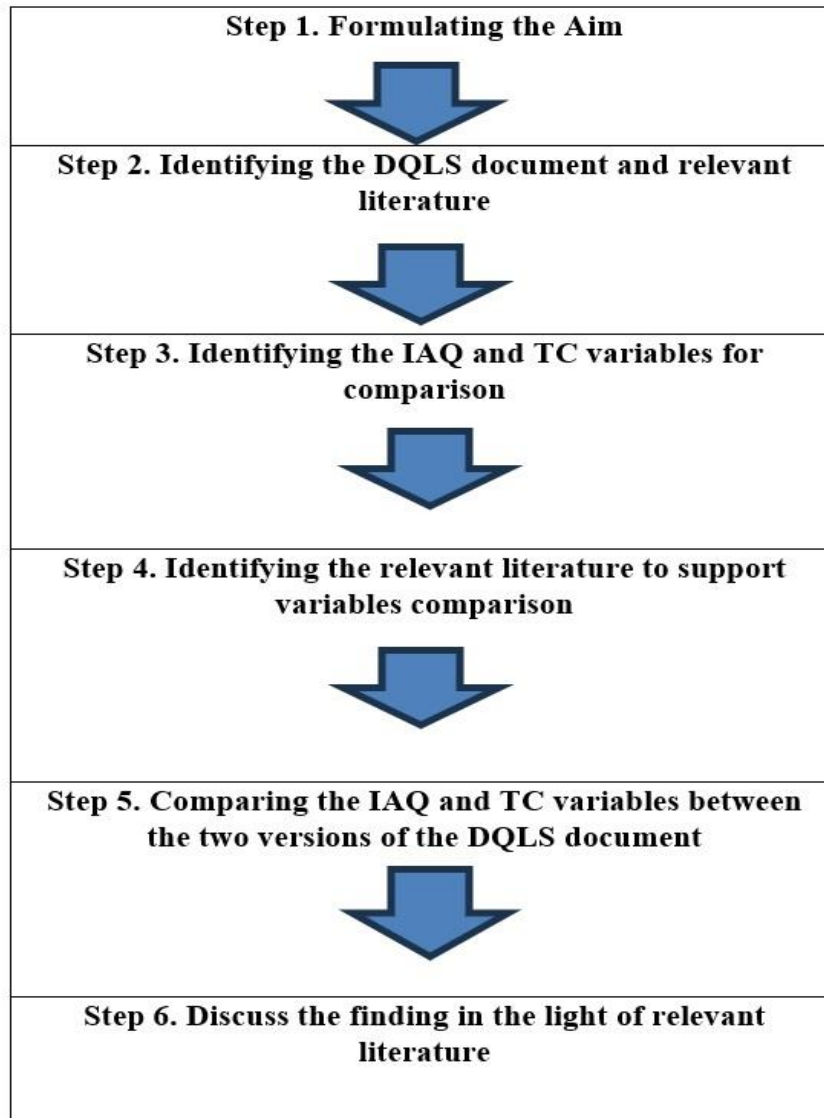 Step 1. Formulating the Aim
Step 2. Identifying the DQLS document and relevant
literature
Step 3. Identifying the IAQ and TC variables for
comparison
Step 4. Identifying the relevant literature to support
variables comparison
Step 5. Comparing the IAQ and TC variables between
the two versions of the DQLS document
Step 6. Discuss the finding in the light of relevant
literature